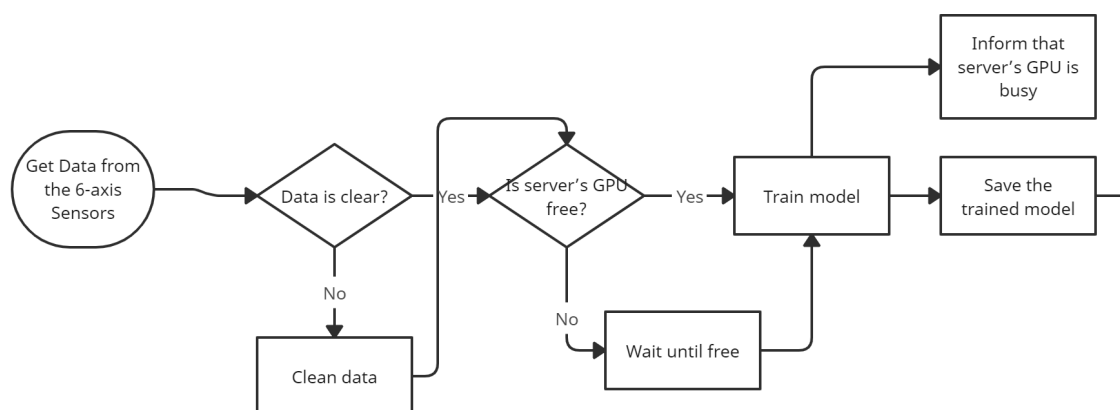 Get Data from
the 6-axis
Sensors
Data is clear?
Yes
No
Clean data
Is server's GPU
free?
Yes
No
Wait until free
Train model
Inform that
server's GPU is
busy
Save the
trained model